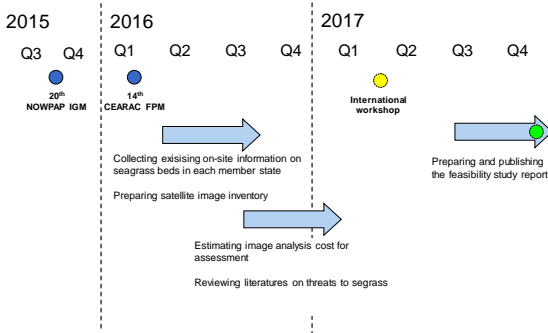 2015
2016
2017
Q3 Q4 Q1 Q2 Q3 Q4 Q1 Q2 Q3 Q4
20th
NOWPAP IGM
14th
CEARAC FPM
International
workshop
Collecting exisising on-site information on
seagrass beds in each member state
Preparing satellite image inventory
Preparing and publishing
the feasibility study report
Estimating image analysis cost for
assessment
Reviewing literatures on threats to segrass